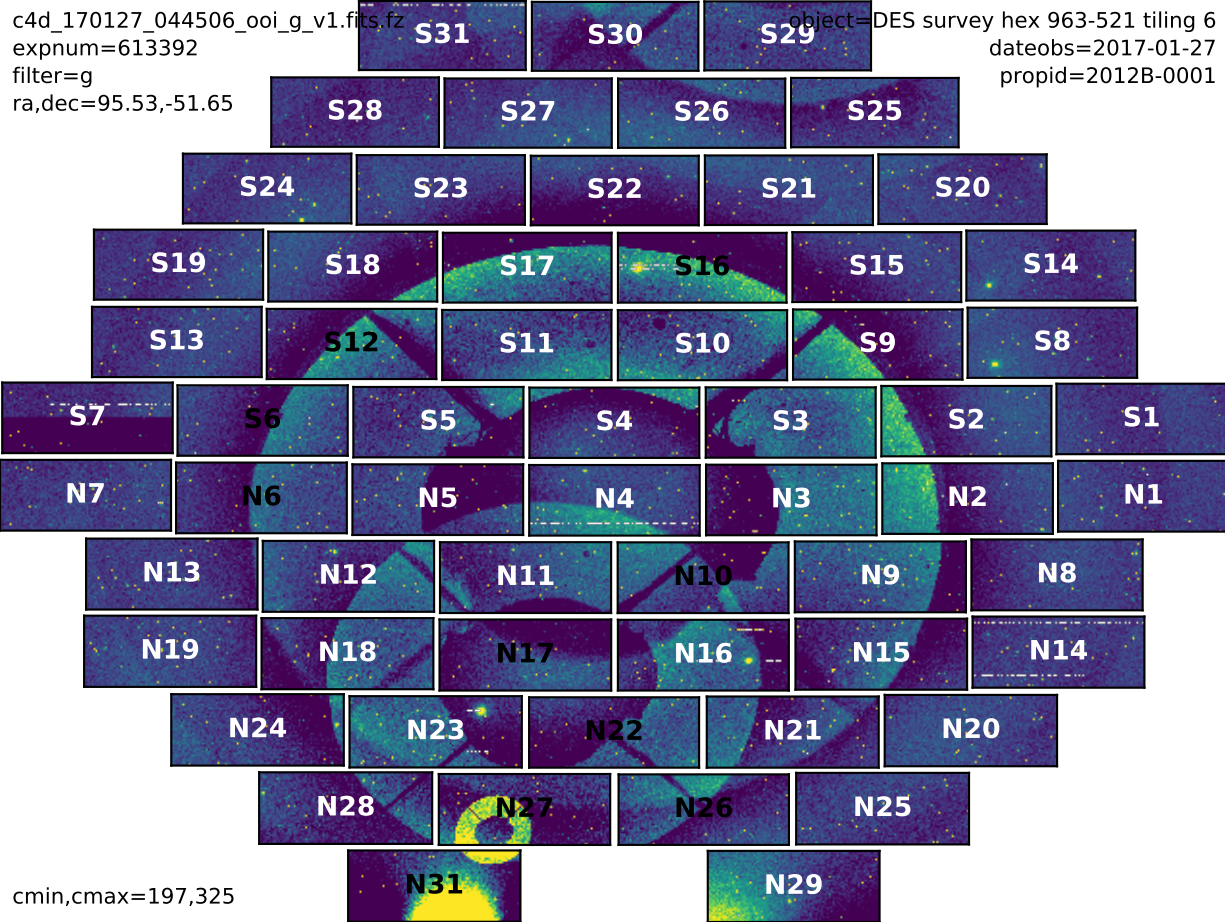 c4d_170127_044506_ooi_g_v1.fits.fz
expnum=613392
filter=g
ra,dec=95.53,-51.65
object=DES survey hex 963-521 tiling 6
dateobs=2017-01-27
propid=2012B-0001
S31 S30 S29
S28 S27 S26 S25
S24 S23 S22 S21 S20
S19 S18 S17 S16 S15 S14
S13 S12 S11 S10 S9 S8
S7 S6 S5 S4 S3 S2 S1
N7 N6 N5 N4 N3 N2 N1
N13 N12 N11 N10 N9 N8
N19 N18 N17 N16 N15 N14
N24 N23 N22 N21 N20
N28 N27 N26 N25
N31 N29
cmin,cmax=197,325